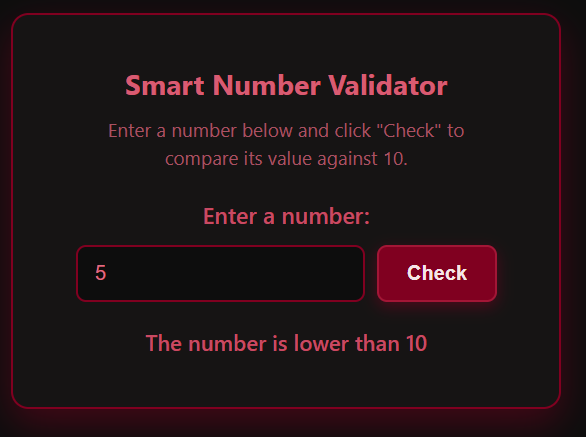 Smart Number Validator
Enter a number below and click "Check" to
compare its value against 10.
Enter a number:
5
Check
The number is lower than 10